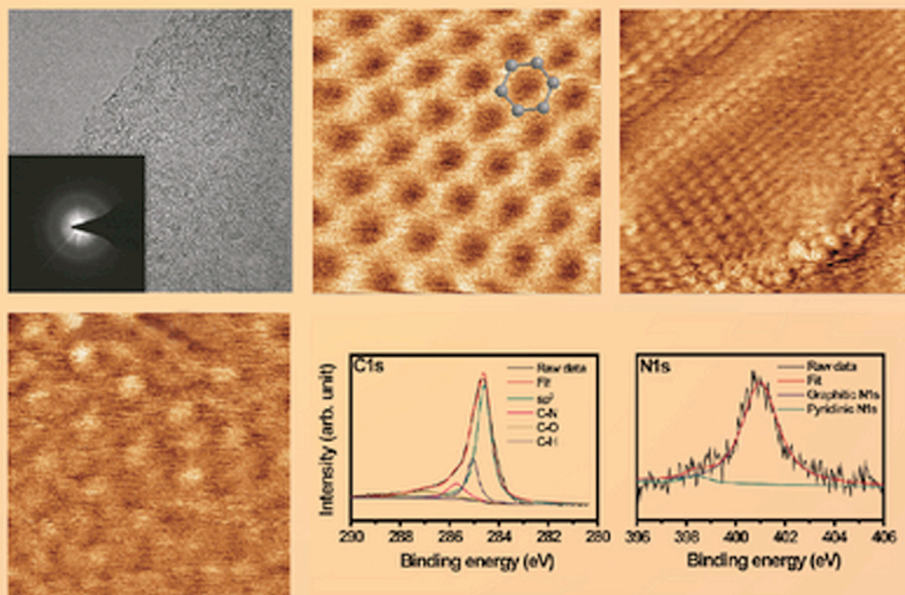 C1s
Raw data
Fit
sp²
C-N
C-O
C-H
Intensity (arb. unit)
290 288 286 284 282 280
Binding energy (eV)
N1s
Raw data
Fit
Graphitic N1s
Pyridinic N1s
396 398 400 402 404 406
Binding energy (eV)